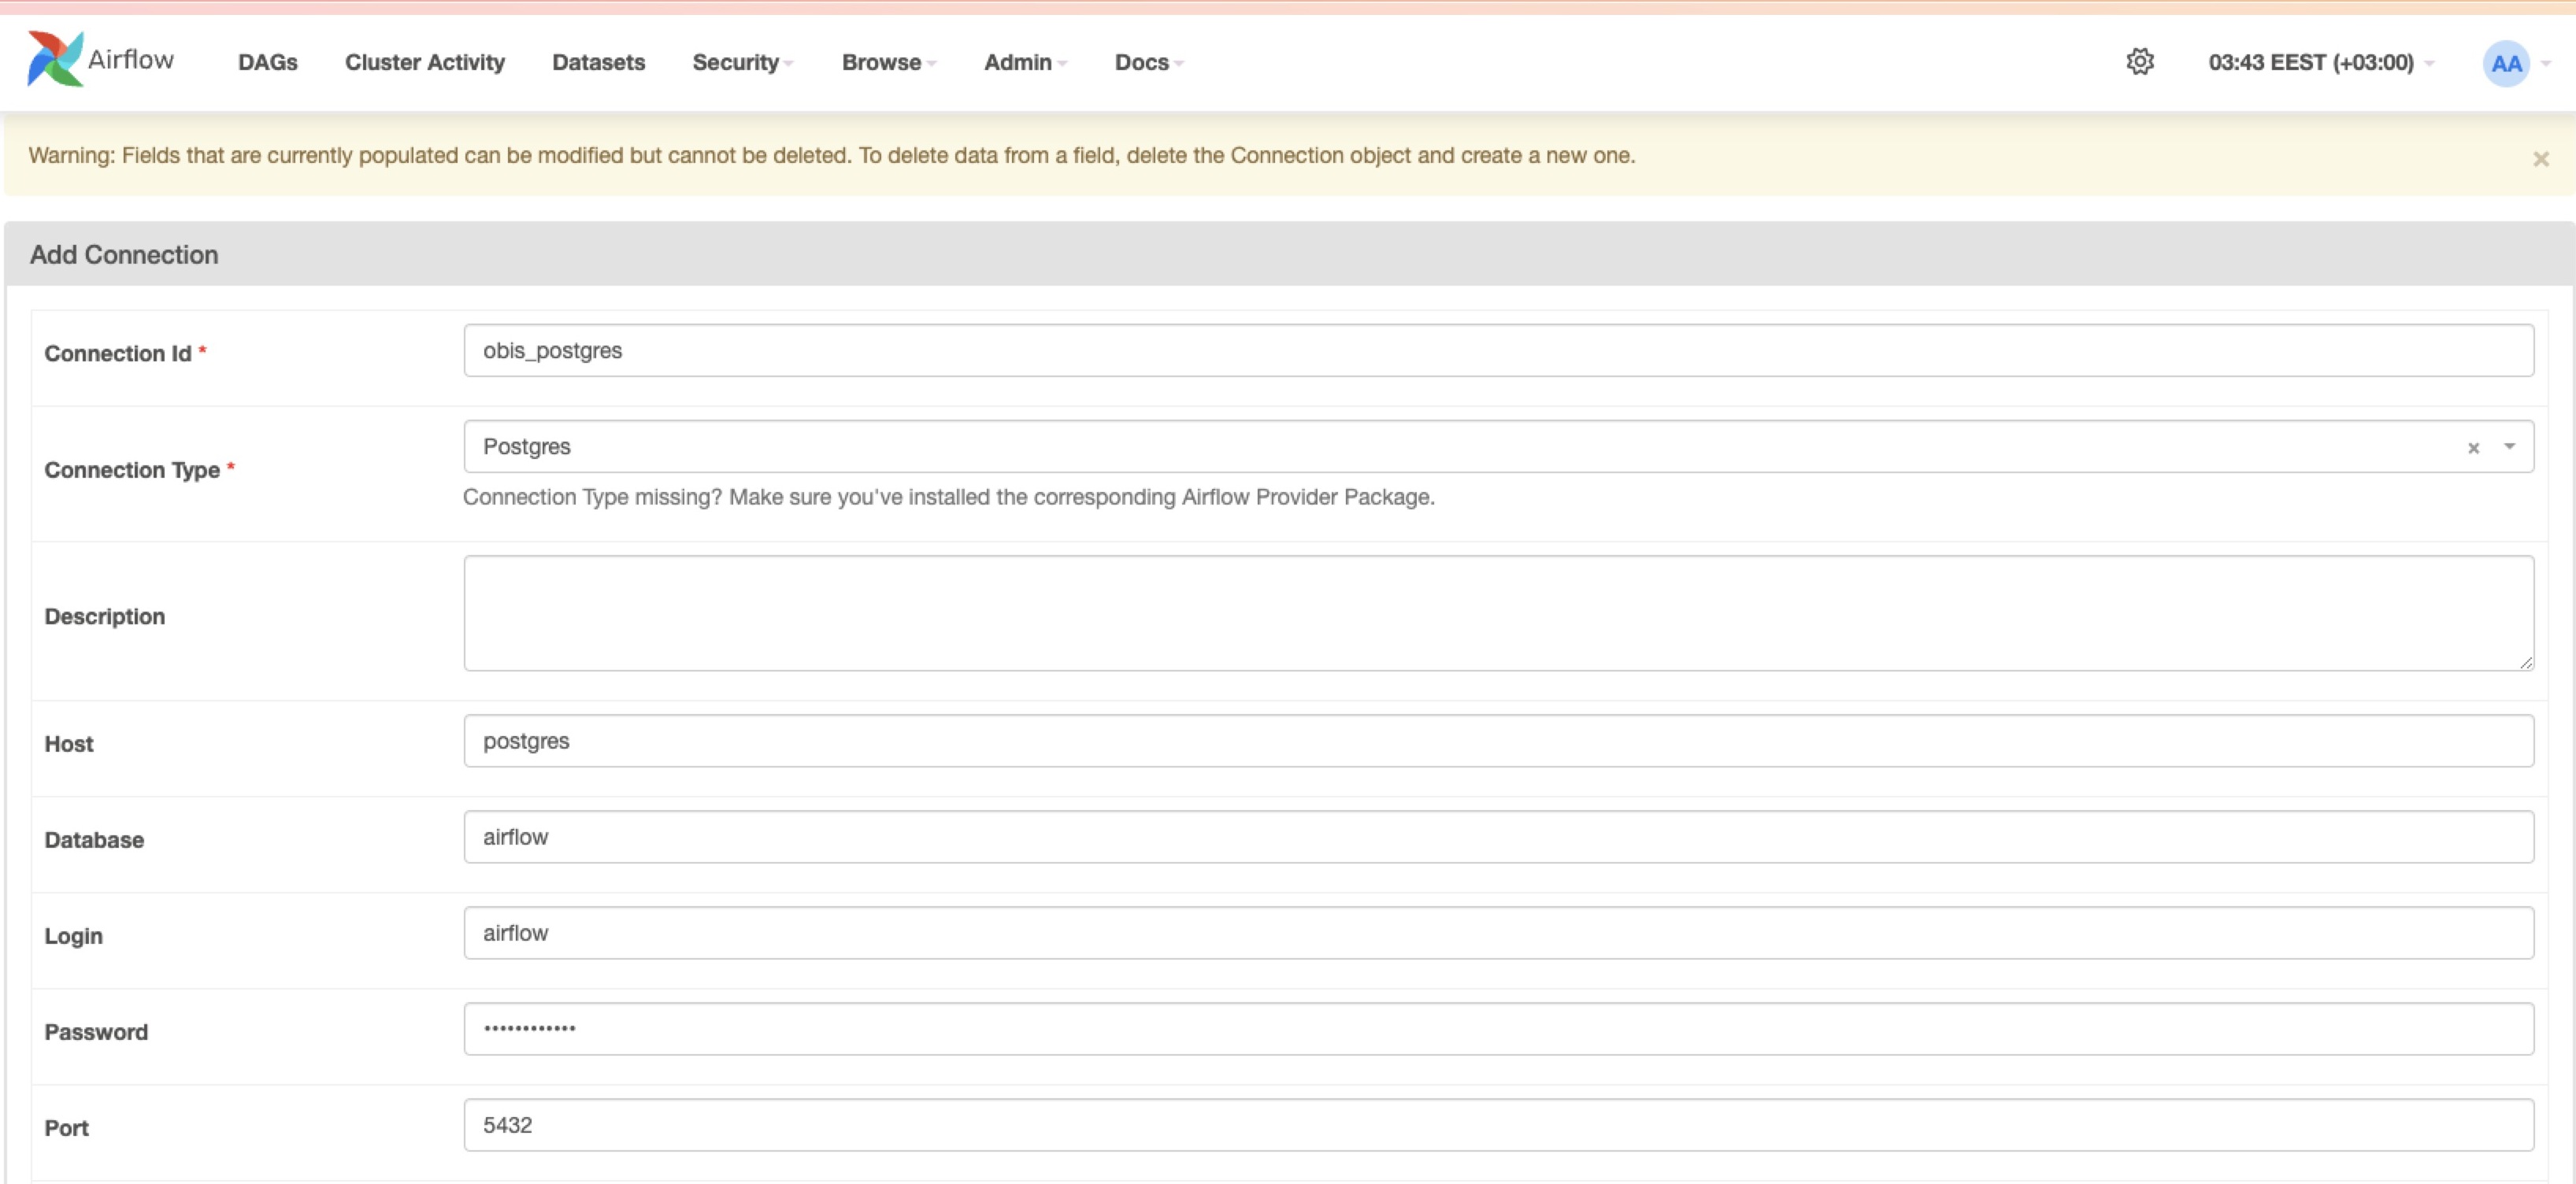 Airflow DAGs Cluster Activity Datasets Security Browse Admin Docs 03:43 EEST (+03:00) AA
Warning: Fields that are currently populated can be modified but cannot be deleted. To delete data from a field, delete the Connection object and create a new one. ×
Add Connection
Connection Id * obis_postgres
Connection Type * Postgres ×
Connection Type missing? Make sure you've installed the corresponding Airflow Provider Package.
Description
Host postgres
Database airflow
Login airflow
Password ••••••••••••
Port 5432